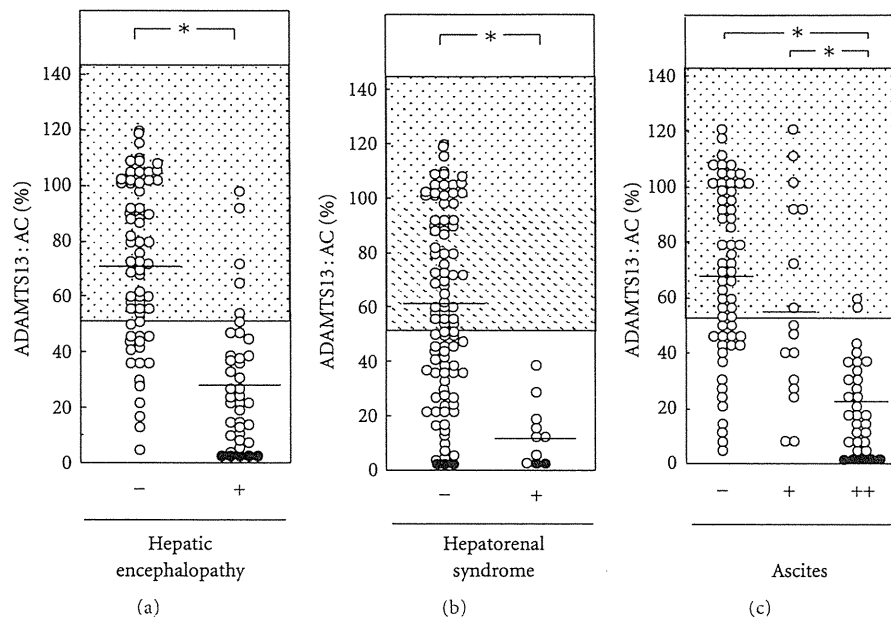 *
140
120
100
80
60
40
20
0
ADAMTS13 : AC (%)
− +
Hepatic
encephalopathy
(a)
*
140
120
100
80
60
40
20
0
ADAMTS13 : AC (%)
− +
Hepatorenal
syndrome
(b)
*
*
140
120
100
80
60
40
20
0
ADAMTS13 : AC (%)
− + ++
Ascites
(c)